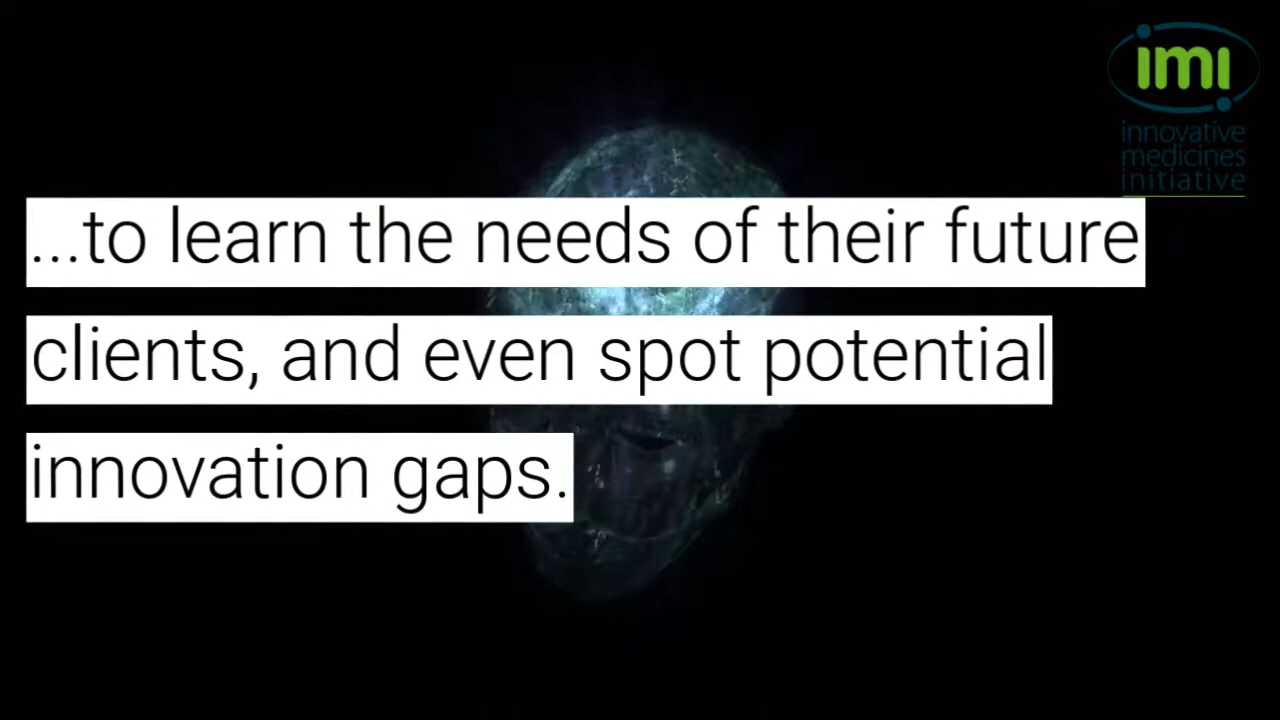 imi
innovative
medicines
initiative
...to learn the needs of their future
clients, and even spot potential
innovation gaps.